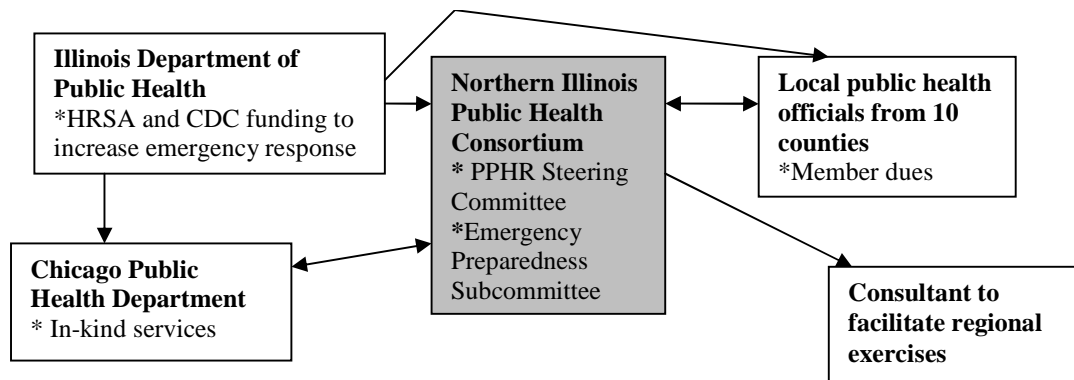 Illinois Department of
Public Health
*HRSA and CDC funding to
increase emergency response
Northern Illinois
Public Health
Consortium
* PPHR Steering
Committee
*Emergency
Preparedness
Subcommittee
Local public health
officials from 10
counties
*Member dues
Chicago Public
Health Department
* In-kind services
Consultant to
facilitate regional
exercises